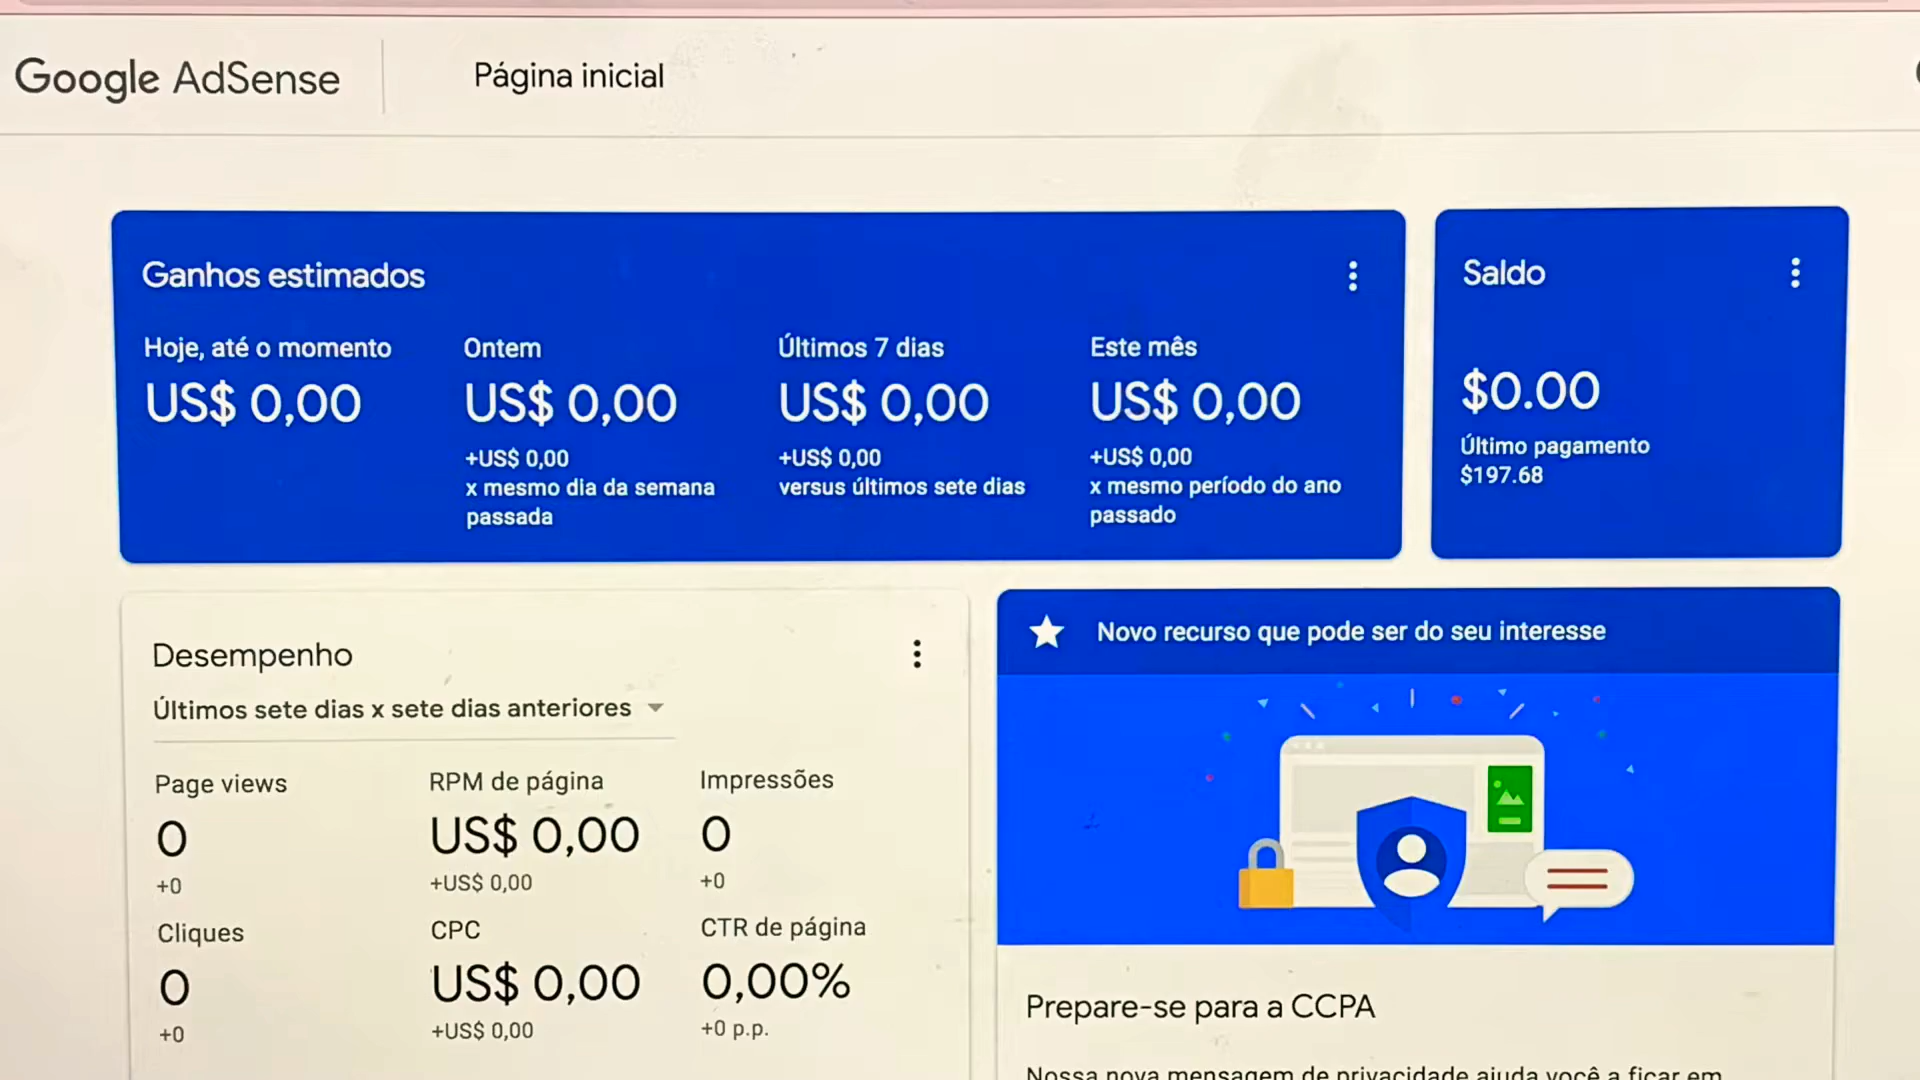 Google AdSense
Página inicial
Ganhos estimados
Hoje, até o momento
US$ 0,00
Ontem
US$ 0,00
+US$ 0,00
x mesmo dia da semana
passada
Últimos 7 dias
US$ 0,00
+US$ 0,00
versus últimos sete dias
Este mês
US$ 0,00
+US$ 0,00
x mesmo período do ano
passado
Saldo
$0.00
Último pagamento
$197.68
Desempenho
Últimos sete dias x sete dias anteriores
Page views
0
+0
RPM de página
US$ 0,00
+US$ 0,00
Impressões
0
+0
Cliques
0
+0
CPC
US$ 0,00
+US$ 0,00
CTR de página
0,00%
+0 p.p.
Novo recurso que pode ser do seu interesse
Prepare-se para a CCPA
Nossa nova mensagem de privacidade ajuda você a ficar em